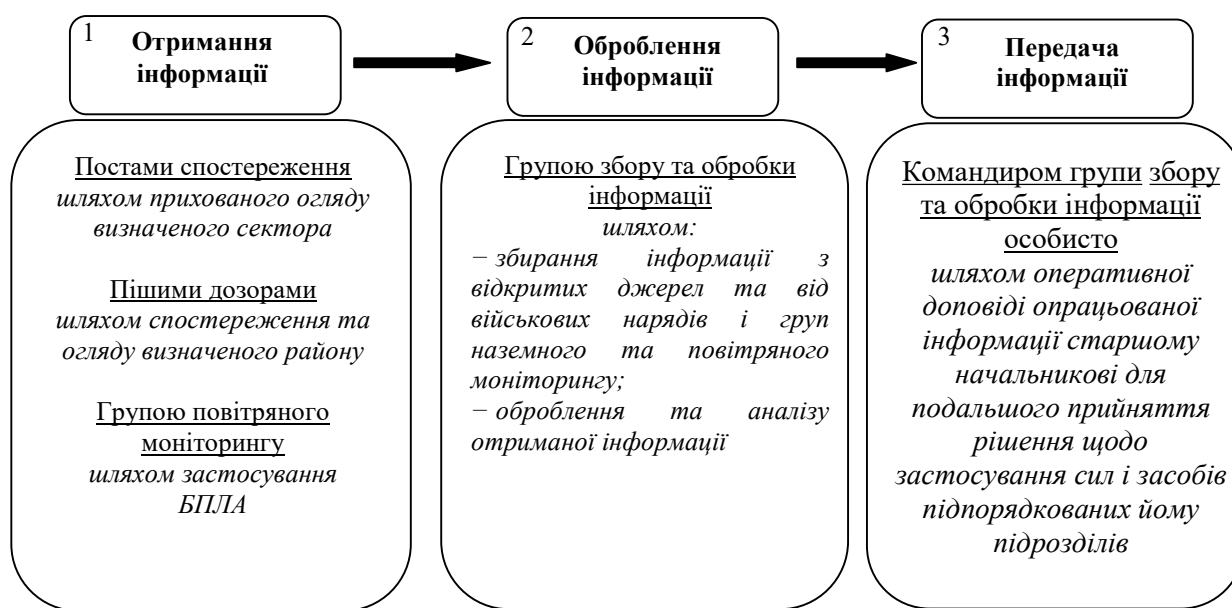 1
Отримання
інформації
2
Оброблення
інформації
3
Передача
інформації
Постами спостереження
шляхом прихованого огляду
визначеного сектора
Пішими дозорами
шляхом спостереження та
огляду визначеного району
Групою повітряного
моніторингу
шляхом застосування
БПЛА
Групою збору та обробки
інформації
шляхом:
− збирання інформації з
відкритих джерел та від
військових нарядів і груп
наземного та повітряного
моніторингу;
− оброблення та аналізу
отриманої інформації
Командиром групи збору
та обробки інформації
особисто
шляхом оперативної
доповіді опрацьованої
інформації старшому
начальникові для
подальшого прийняття
рішення щодо
застосування сил і засобів
підпорядкованих йому
підрозділів